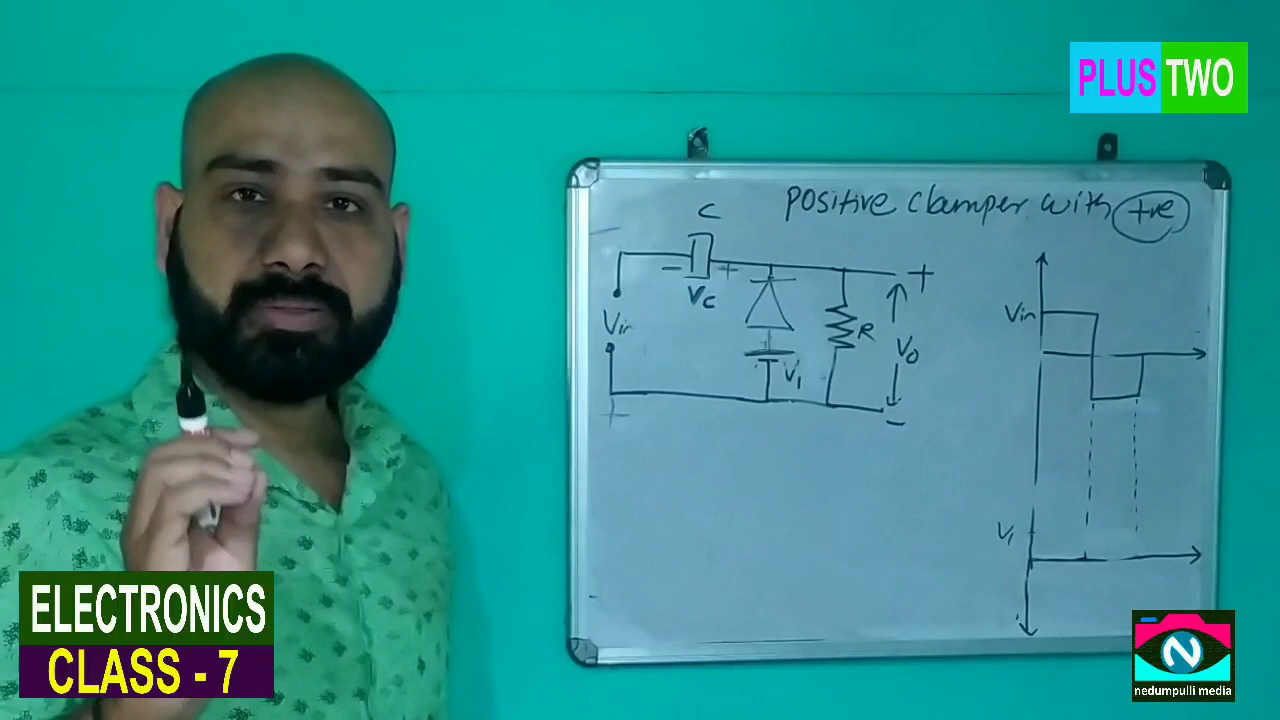 PLUS TWO
positive clamper with +ve
C
- +
Vc
Vin
+
V1
R
+
V0
-
Vin
V1
ELECTRONICS
CLASS - 7
N
nedumpulli media